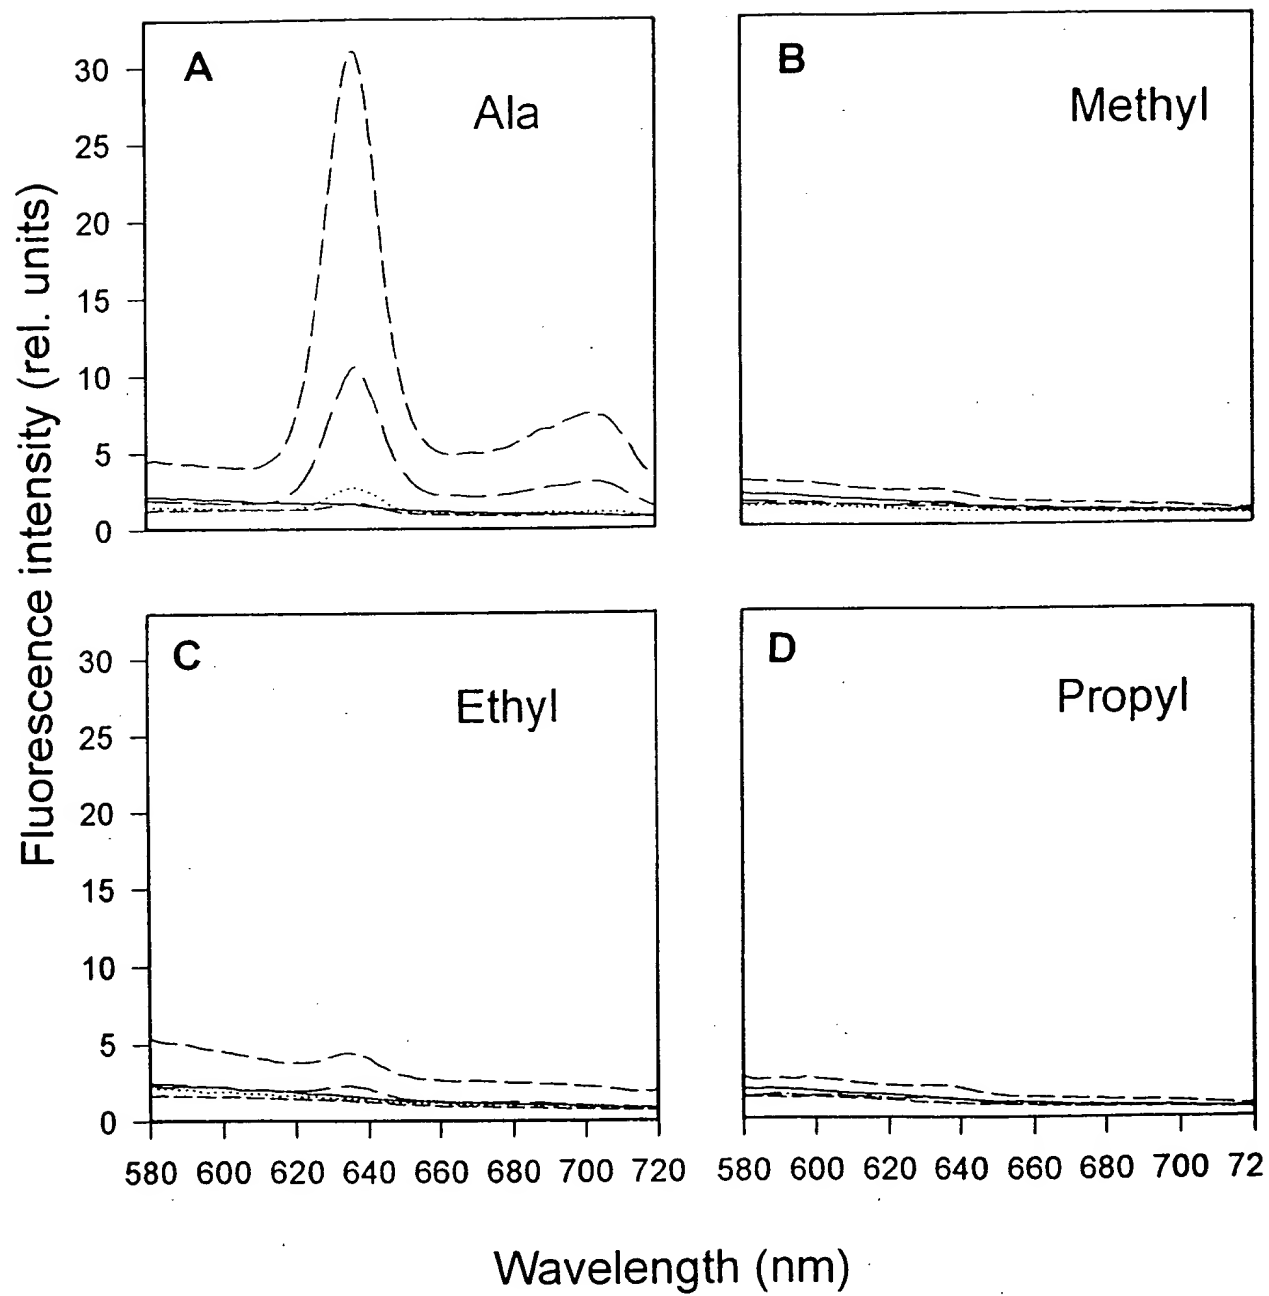 A
Ala
30
25
20
15
10
5
0
B
Methyl
Fluorescence intensity (rel. units)
C
Ethyl
30
25
20
15
10
5
0
580 600 620 640 660 680 700 720
D
Propyl
580 600 620 640 660 680 700 72
Wavelength (nm)